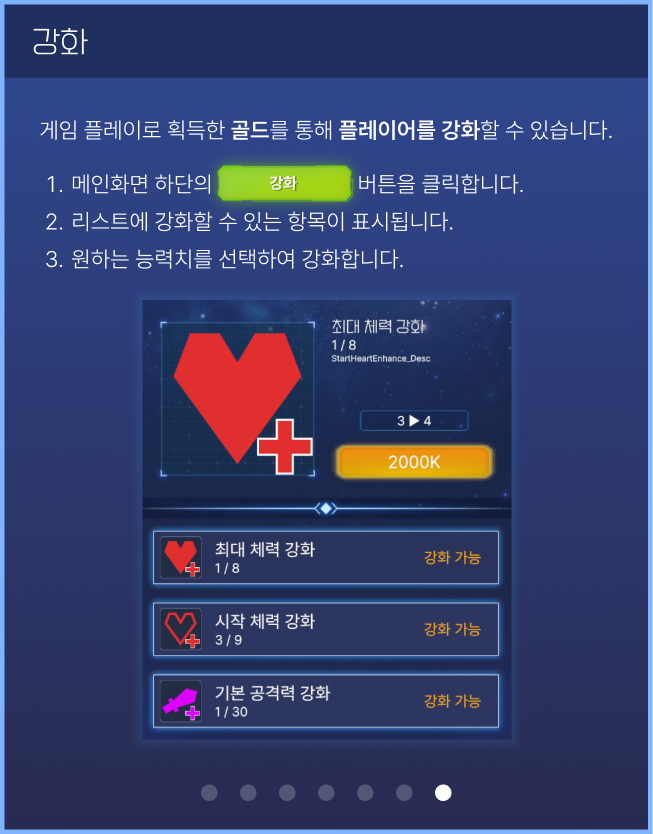 강화
게임 플레이로 획득한 골드를 통해 플레이어를 강화할 수 있습니다.
1. 메인화면 하단의 강화 버튼을 클릭합니다.
2. 리스트에 강화할 수 있는 항목이 표시됩니다.
3. 원하는 능력치를 선택하여 강화합니다.
최대 체력 강화
1 / 8
StartHeartEnhance_Desc
3 ▶ 4
2000K
최대 체력 강화 강화 가능
1 / 8
시작 체력 강화 강화 가능
3 / 9
기본 공격력 강화 강화 가능
1 / 30